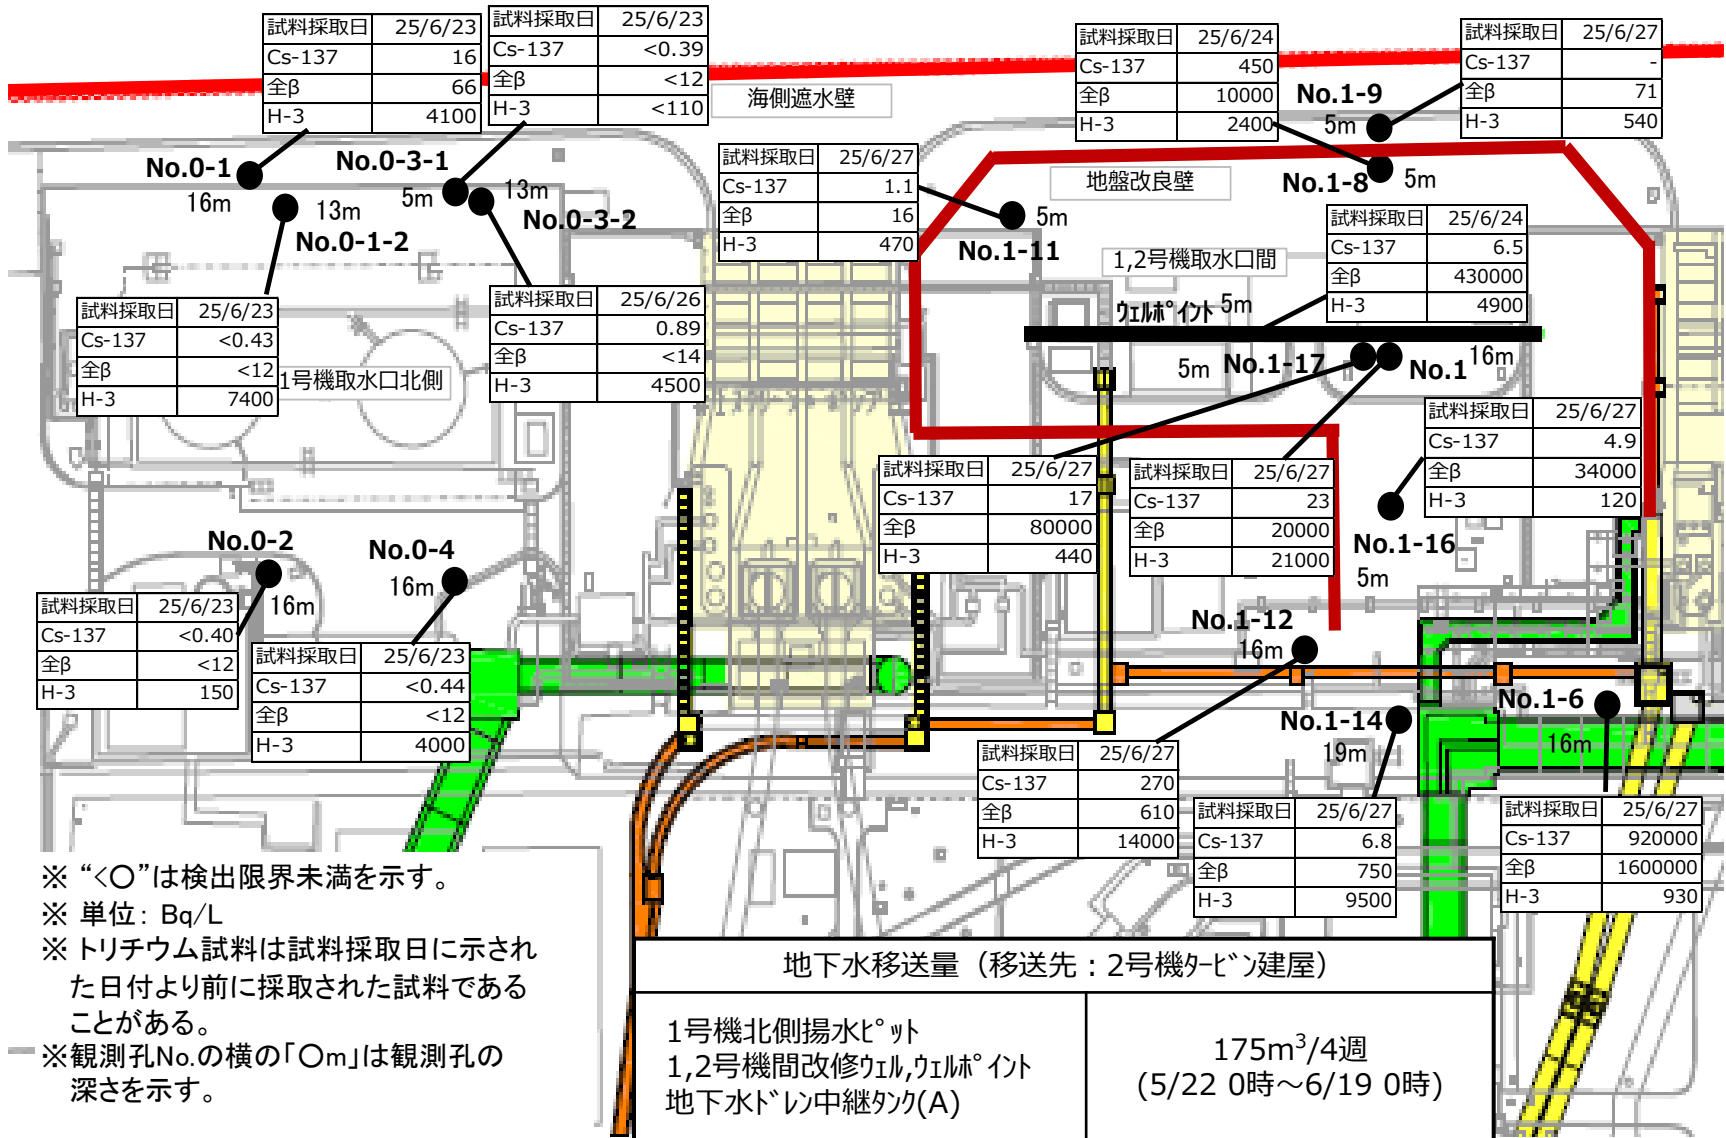 試料採取日 25/6/23
Cs-137 16
全β 66
H-3 4100
試料採取日 25/6/23
Cs-137 <0.39
全β <12
H-3 <110
海側遮水壁
試料採取日 25/6/24
Cs-137 450
全β 10000
H-3 2400
No.1-9
5m
試料採取日 25/6/27
Cs-137 -
全β 71
H-3 540
No.0-1
16m
No.0-3-1
5m
13m
No.0-3-2
13m
No.0-1-2
試料採取日 25/6/27
Cs-137 1.1
全β 16
H-3 470
5m
No.1-11
地盤改良壁
No.1-8
5m
試料採取日 25/6/24
Cs-137 6.5
全β 430000
H-3 4900
1,2号機取水口間
ウェルポイント 5m
試料採取日 25/6/23
Cs-137 <0.43
全β <12
H-3 7400
1号機取水口北側
試料採取日 25/6/26
Cs-137 0.89
全β <14
H-3 4500
5m
No.1-17
No.1
16m
試料採取日 25/6/27
Cs-137 4.9
全β 34000
H-3 120
試料採取日 25/6/27
Cs-137 17
全β 80000
H-3 440
試料採取日 25/6/27
Cs-137 23
全β 20000
H-3 21000
No.1-16
5m
No.0-2
16m
No.0-4
16m
試料採取日 25/6/23
Cs-137 <0.40
全β <12
H-3 150
試料採取日 25/6/23
Cs-137 <0.44
全β <12
H-3 4000
No.1-12
16m
No.1-14
19m
No.1-6
16m
試料採取日 25/6/27
Cs-137 270
全β 610
H-3 14000
試料採取日 25/6/27
Cs-137 6.8
全β 750
H-3 9500
試料採取日 25/6/27
Cs-137 920000
全β 1600000
H-3 930
※ “<〇”は検出限界未満を示す。
※ 単位: Bq/L
※ トリチウム試料は試料採取日に示され
た日付より前に採取された試料である
ことがある。
※観測孔No.の横の「〇m」は観測孔の
深さを示す。
地下水移送量（移送先：2号機タービン建屋）
1号機北側揚水ピット
1,2号機間改修ウェル,ウェルポイント
地下水ドレン中継タンク(A)
175m³/4週
(5/22 0時～6/19 0時)